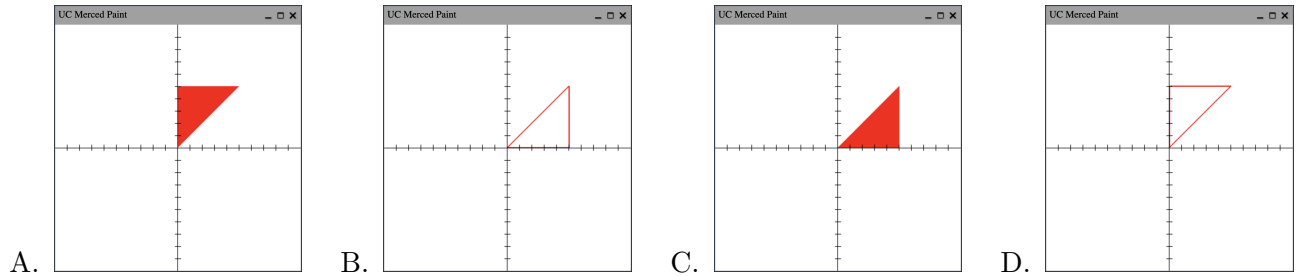 UC Merced Paint
UC Merced Paint
UC Merced Paint
UC Merced Paint
A.
B.
C.
D.